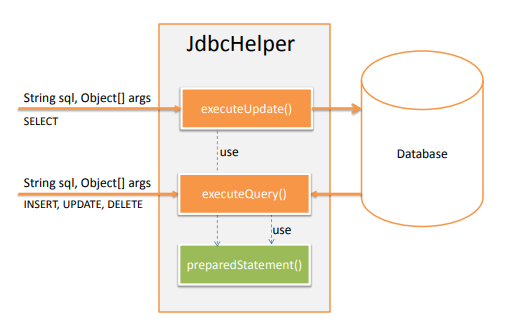 JdbcHelper
String sql, Object[] args
executeUpdate()
SELECT
Database
use
String sql, Object[] args
executeQuery()
INSERT, UPDATE, DELETE
use
preparedStatement()